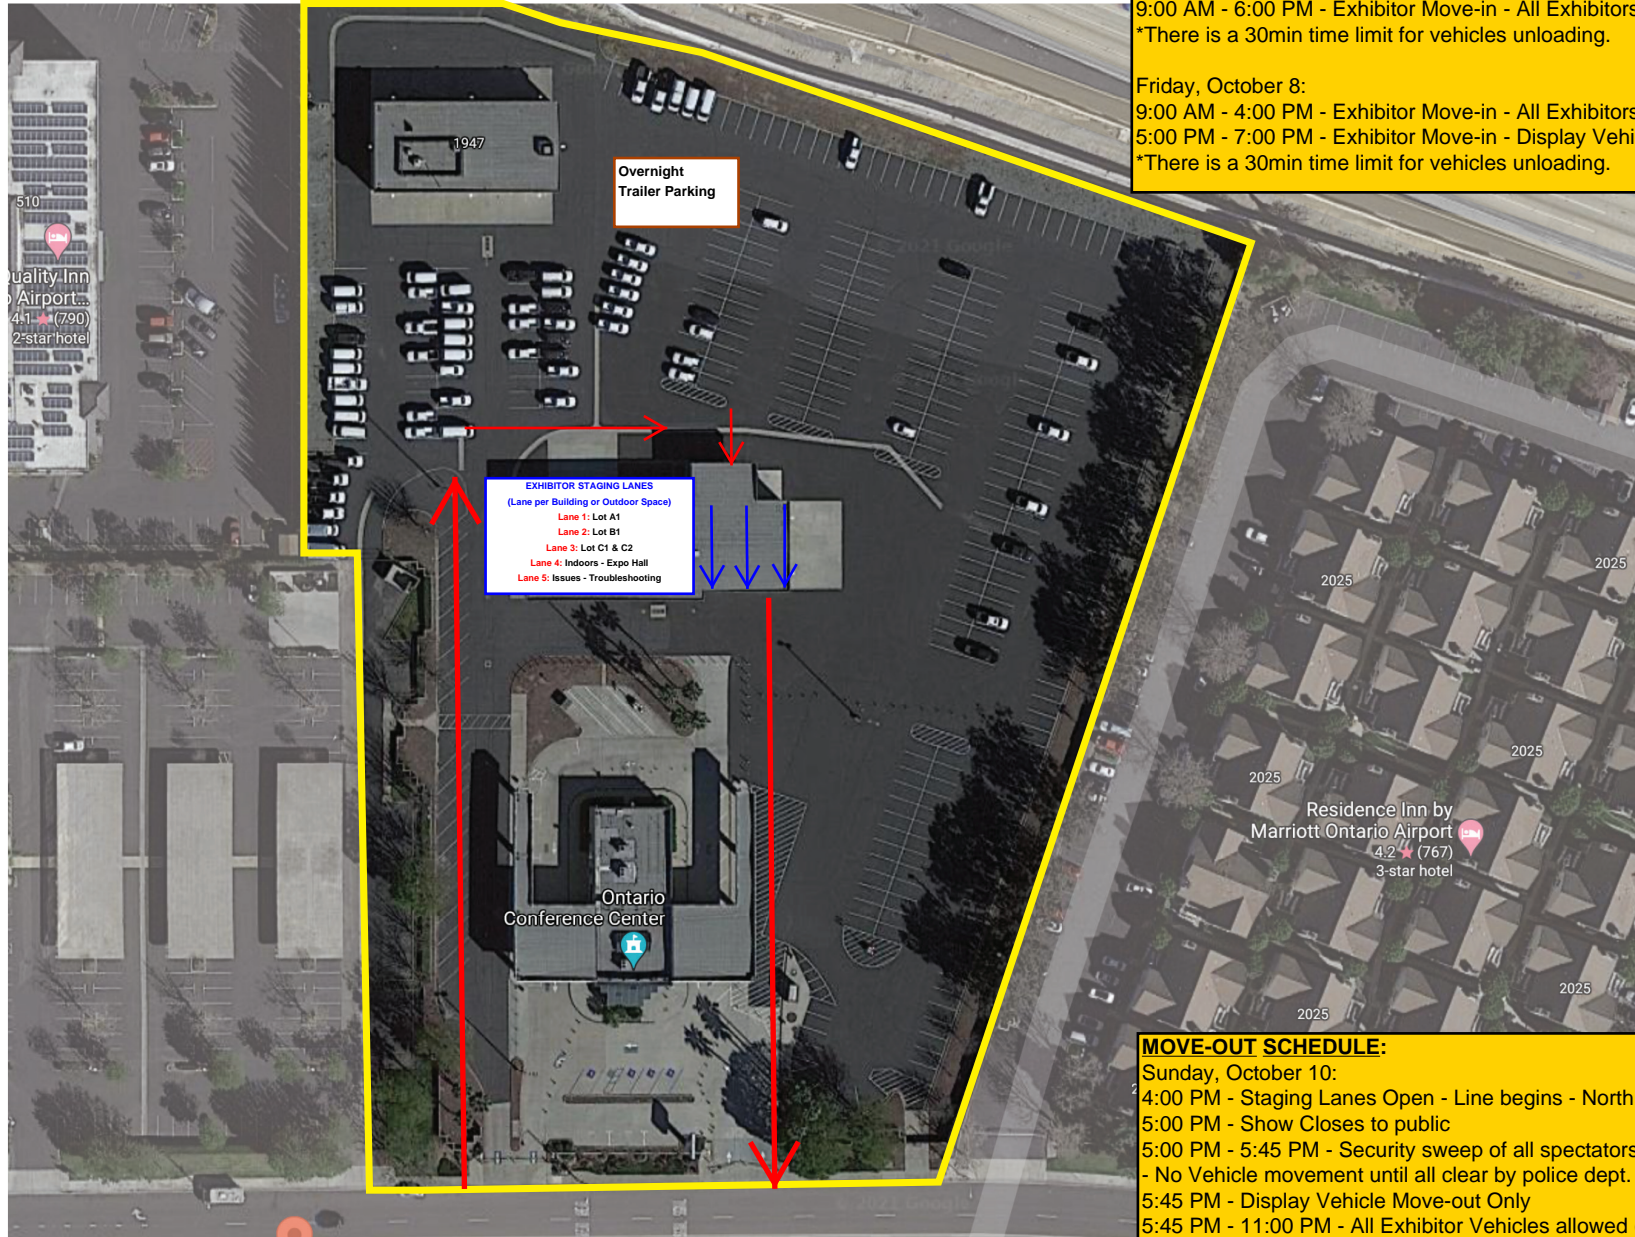 9:00 AM - 6:00 PM - Exhibitor Move-in - All Exhibitors
*There is a 30min time limit for vehicles unloading.
Friday, October 8:
9:00 AM - 4:00 PM - Exhibitor Move-in - All Exhibitors
5:00 PM - 7:00 PM - Exhibitor Move-in - Display Vehi
*There is a 30min time limit for vehicles unloading.
1947
Overnight
Trailer Parking
510
Quality Inn
Airport...
4.1 ★ (790)
2-star hotel
© 2021 Google
EXHIBITOR STAGING LANES
(Lane per Building or Outdoor Space)
Lane 1: Lot A1
Lane 2: Lot B1
Lane 3: Lot C1 & C2
Lane 4: Indoors - Expo Hall
Lane 5: Issues - Troubleshooting
2025
2025
2025
2025
Residence Inn by
Marriott Ontario Airport
4.2 ★ (767)
3-star hotel
Ontario
Conference Center
2025
2025
MOVE-OUT SCHEDULE:
Sunday, October 10:
4:00 PM - Staging Lanes Open - Line begins - North
5:00 PM - Show Closes to public
5:00 PM - 5:45 PM - Security sweep of all spectators
- No Vehicle movement until all clear by police dept.
5:45 PM - Display Vehicle Move-out Only
5:45 PM - 11:00 PM - All Exhibitor Vehicles allowed
© 2021 Google